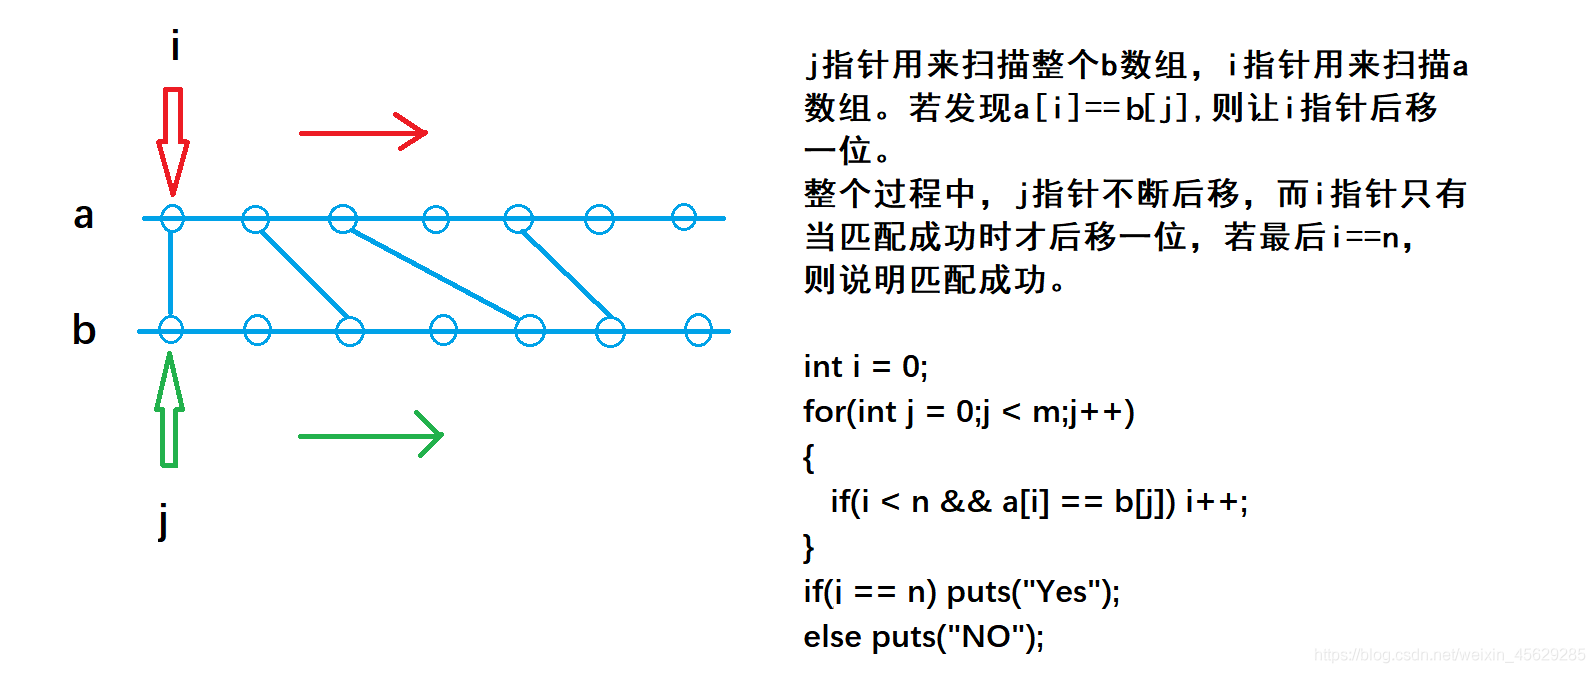 i
a
b
j
j指针用来扫描整个b数组，i指针用来扫描a
数组。若发现a[i]==b[j],则让i指针后移
一位。
整个过程中，j指针不断后移，而i指针只有
当匹配成功时才后移一位，若最后i==n，
则说明匹配成功。
int i = 0;
for(int j = 0;j < m;j++)
{
if(i < n && a[i] == b[j]) i++;
}
if(i == n) puts("Yes");
else puts("NO");
https://blog.csdn.net/weixin_45629285